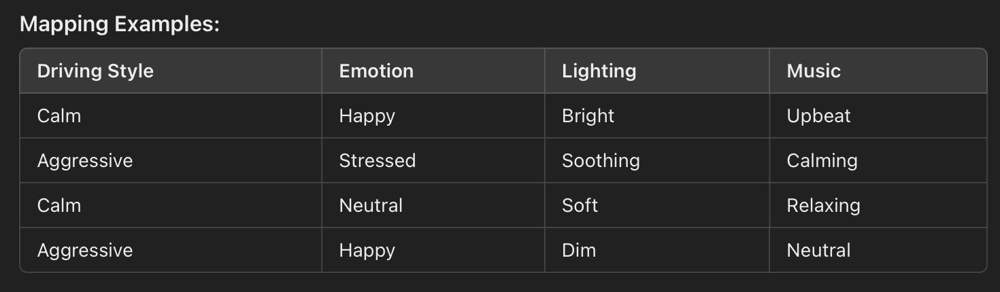 Mapping Examples:
Driving Style Emotion Lighting Music
Calm Happy Bright Upbeat
Aggressive Stressed Soothing Calming
Calm Neutral Soft Relaxing
Aggressive Happy Dim Neutral